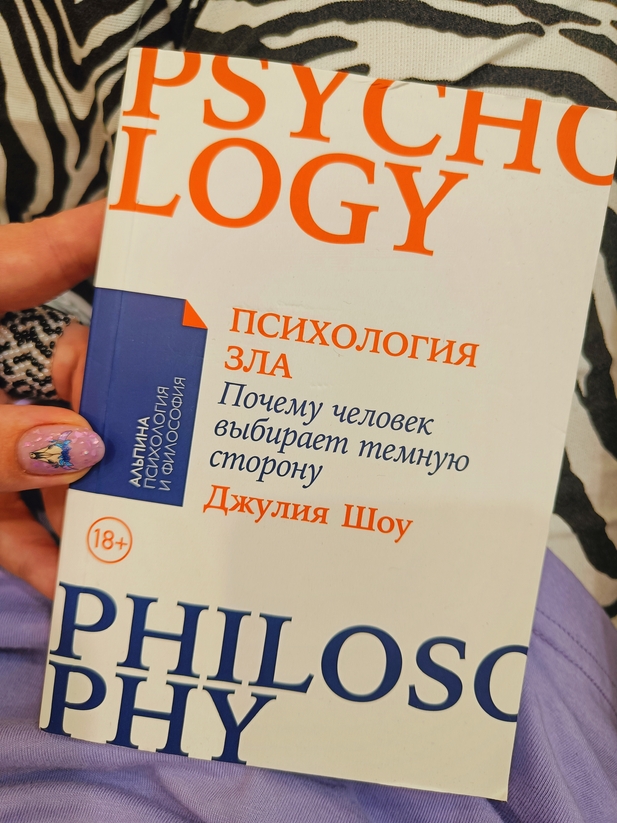 PSYCHO
LOGY
ПСИХОЛОГИЯ
ЗЛА
Почему человек
выбирает темную
сторону
Джулия Шоу
АЛЬПИНА
ПСИХОЛОГИЯ
И ФИЛОСОФИЯ
18+
PHILOSO
PHY